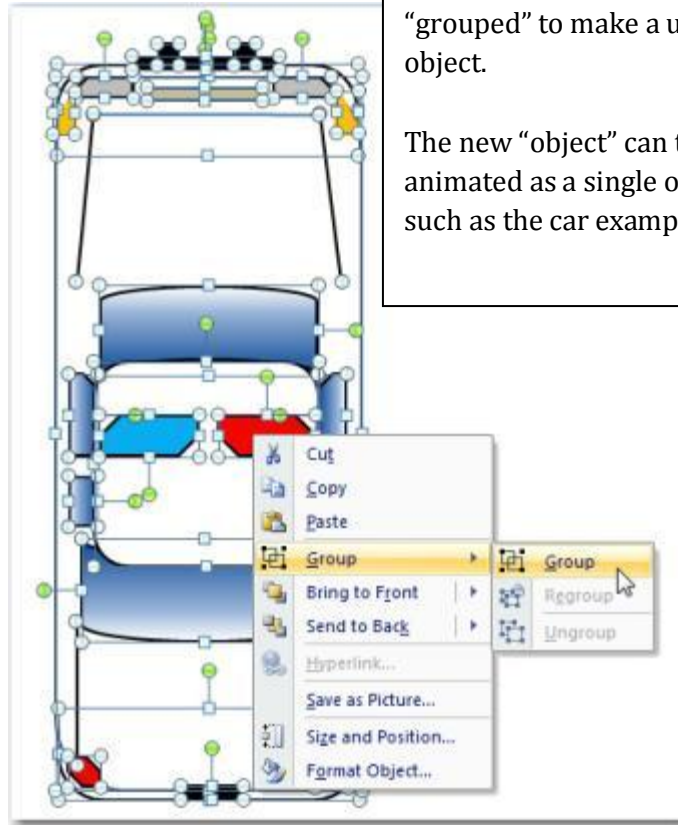 “grouped” to make a u
object.
The new “object” can
animated as a single
such as the car
Cut
Copy
Paste
Group
Group
Bring to Front
Regroup
Send to Back
Ungroup
Hyperlink...
Save as Picture...
Size and Position...
Format Object...